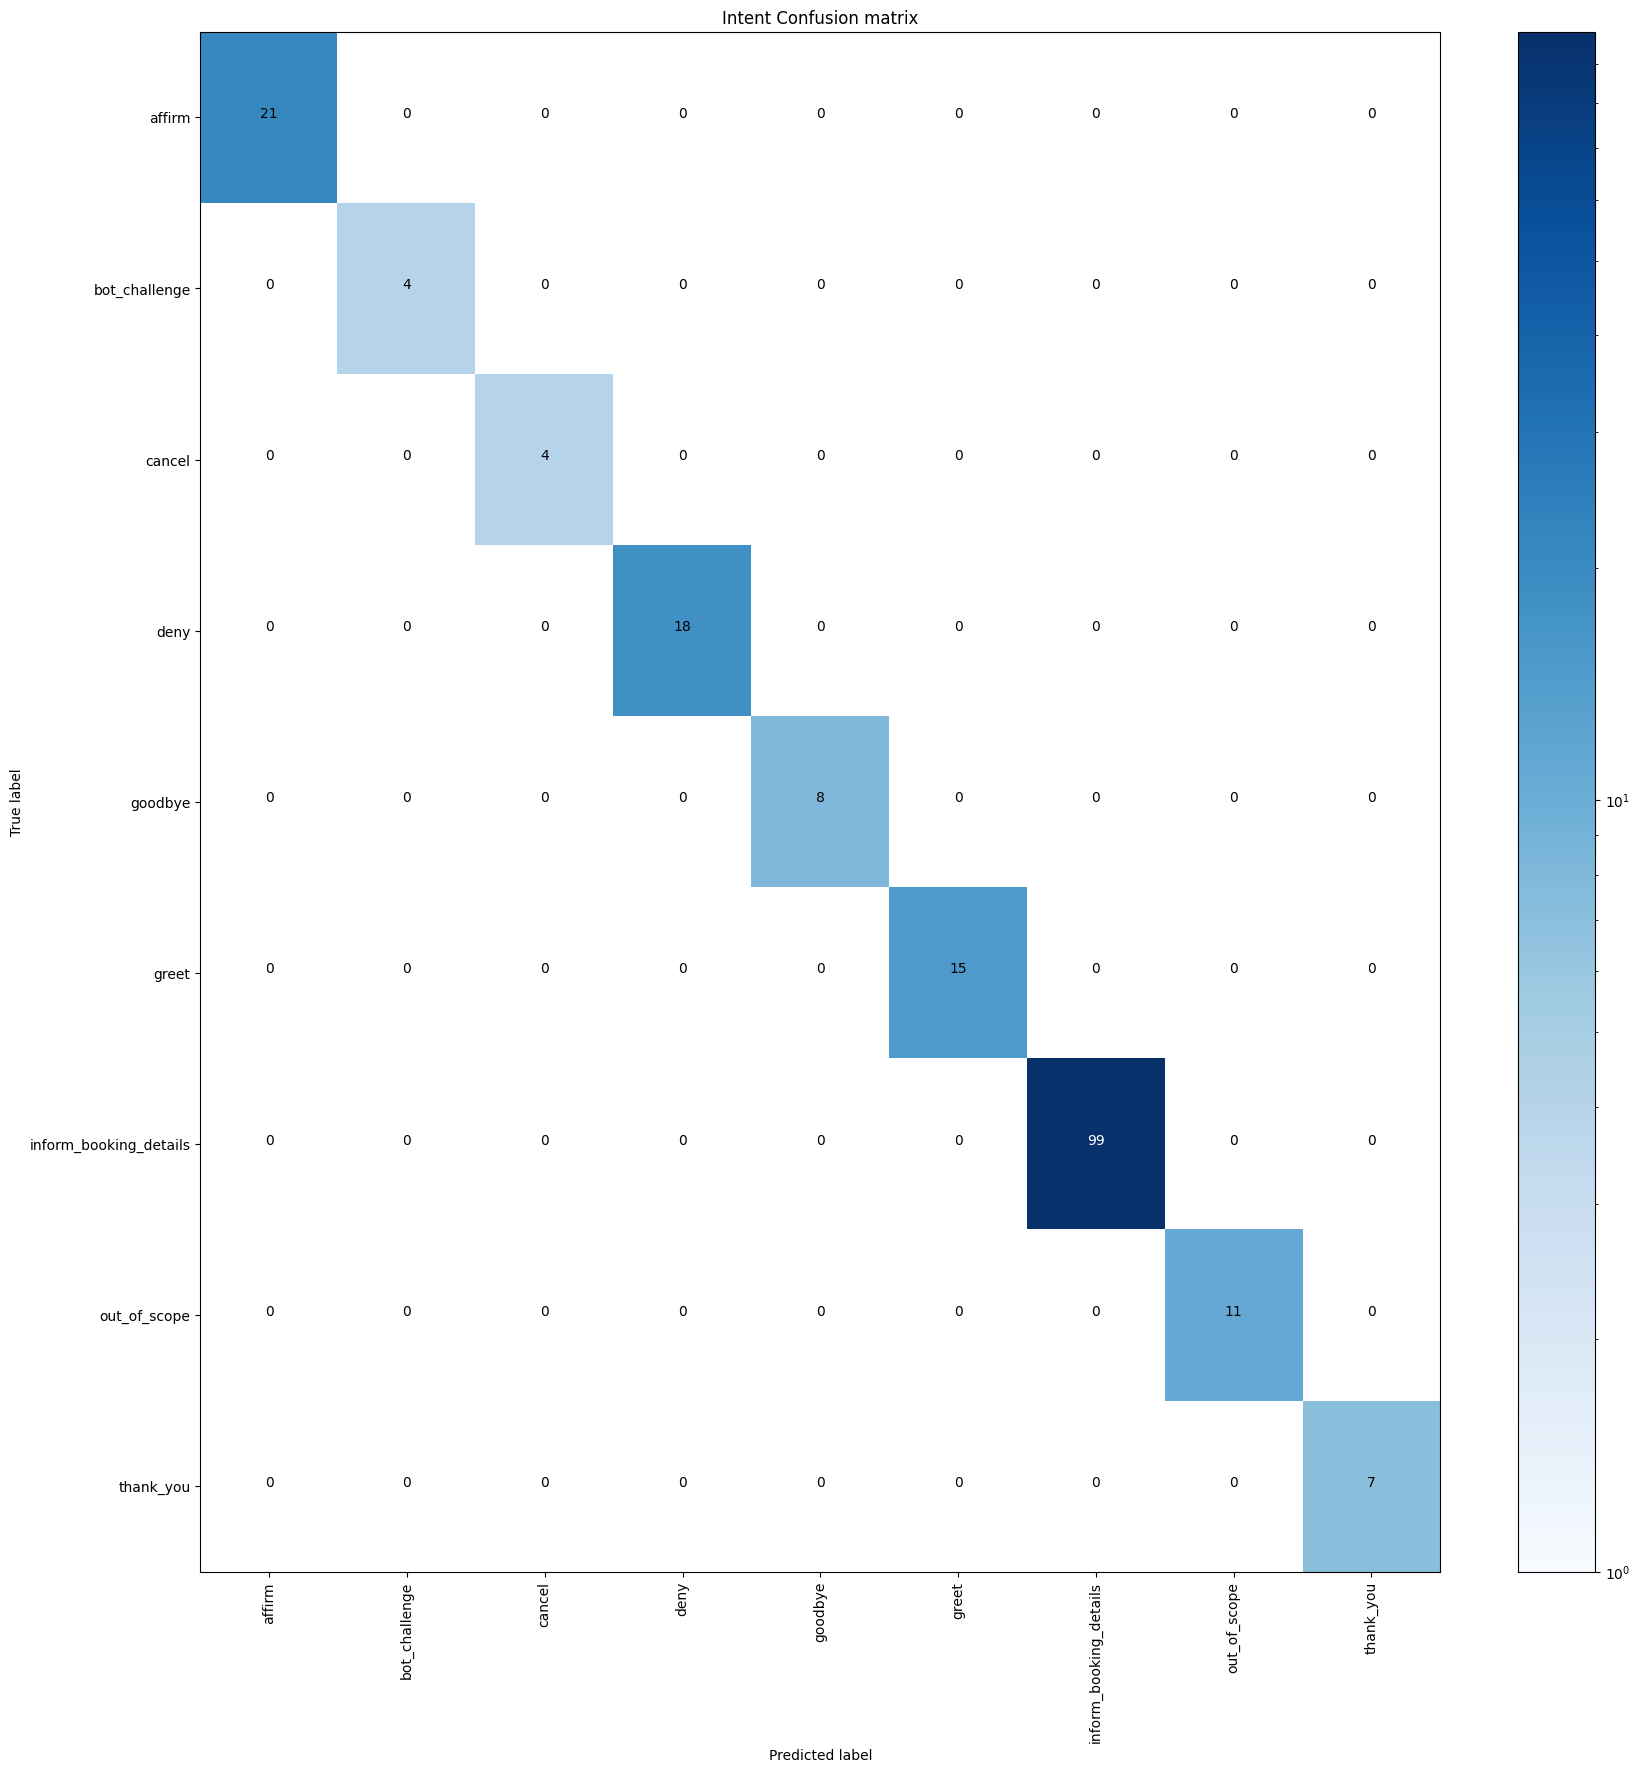 Intent Confusion matrix
affirm 21 0 0 0 0 0 0 0 0
bot_challenge 0 4 0 0 0 0 0 0 0
cancel 0 0 4 0 0 0 0 0 0
deny 0 0 0 18 0 0 0 0 0
goodbye 0 0 0 0 8 0 0 0 0
greet 0 0 0 0 0 15 0 0 0
inform_booking_details 0 0 0 0 0 0 99 0 0
out_of_scope 0 0 0 0 0 0 0 11 0
thank_you 0 0 0 0 0 0 0 0 7
True label
affirm
bot_challenge
cancel
deny
goodbye
greet
inform_booking_details
out_of_scope
thank_you
Predicted label
10¹
10⁰